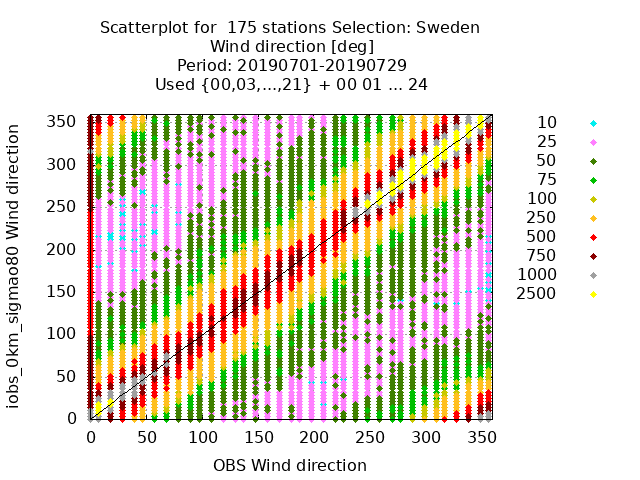 Scatterplot for  175 stations Selection: Sweden
Wind direction [deg]
Period: 20190701-20190729
Used {00,03,...,21} + 00 01 ... 24
iobs_0km_sigmao80 Wind direction
350
300
250
200
150
100
50
0
0 50 100 150 200 250 300 350
OBS Wind direction
10
25
50
75
100
250
500
750
1000
2500